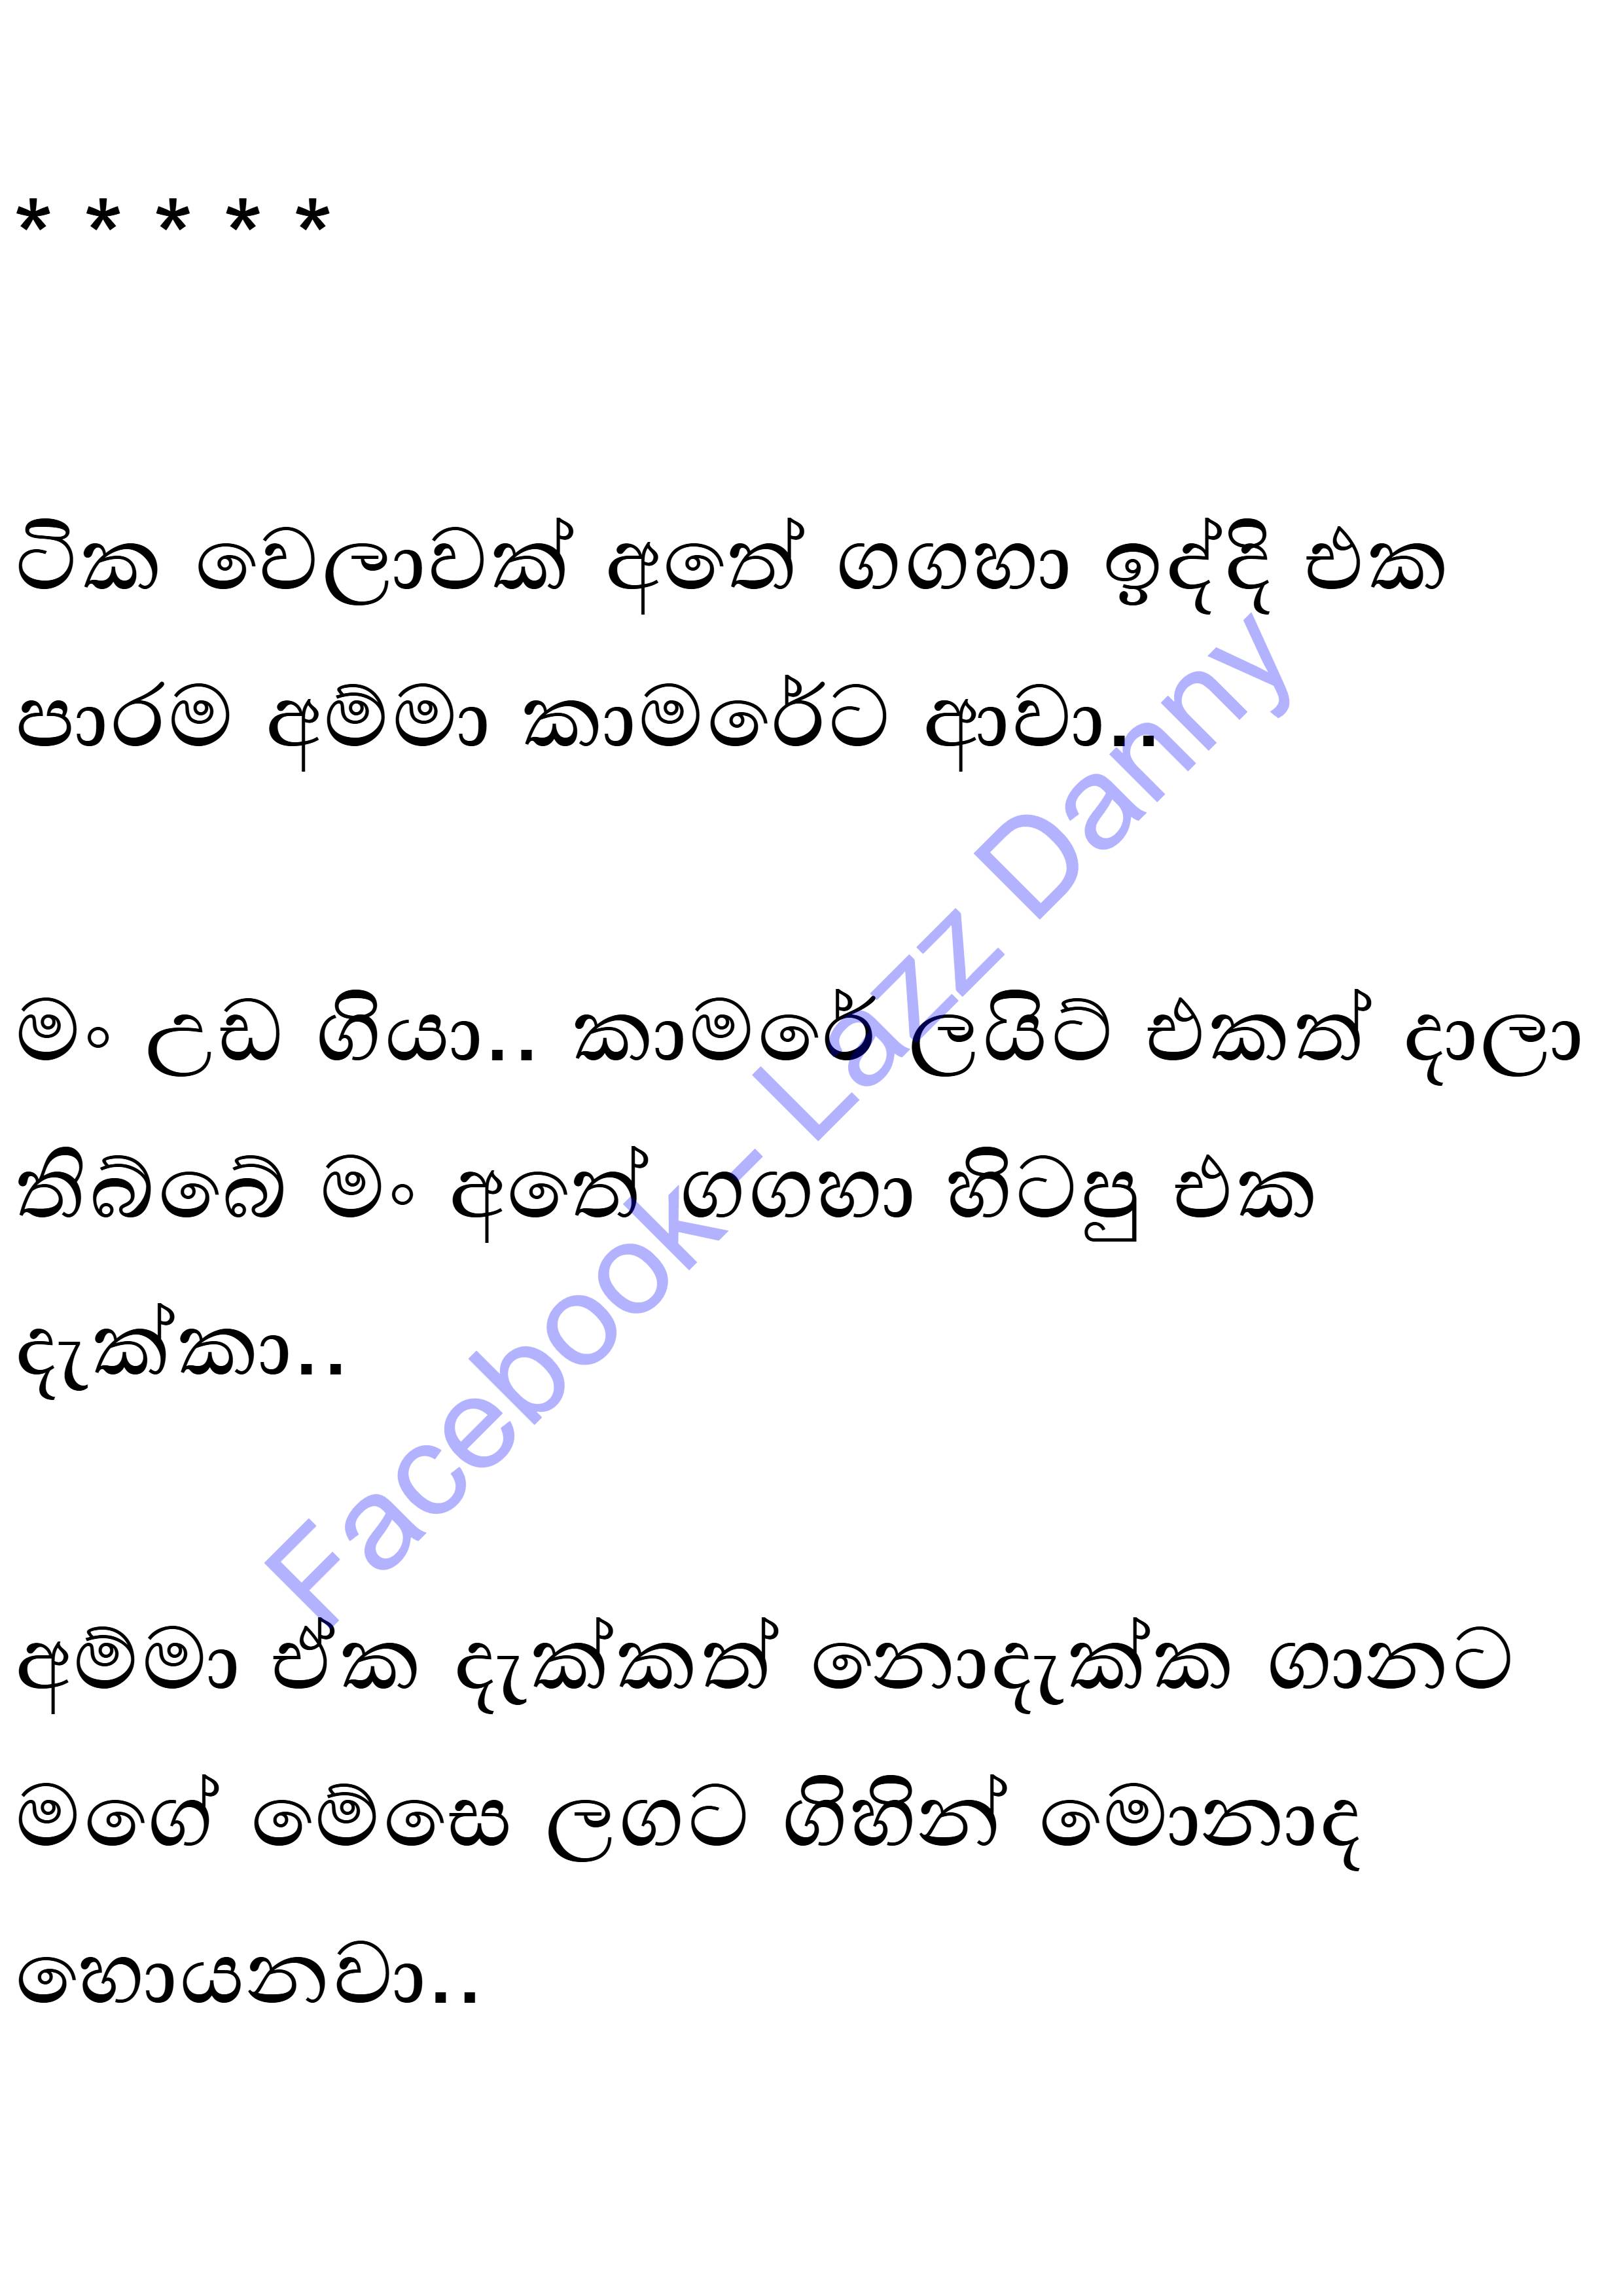 * * * * *
ටික වෙලාවක් අතේ ගගහා ඉද්දි එක
පාරම අම්මා කාමරේට ආවා..
මං උඩ ගියා.. කාමරේ ලයිට් එකත් දාලා
තිබ්බේ මං අතේ ගගහා හිටපු එක
දැක්කා..
අම්මා ඒක දැක්කත් නොදැක්ක ගානට
මගේ මේසෙ ලගට ගිහින් මොනාද
හොයනවා..
Facebook- Lazz Danny